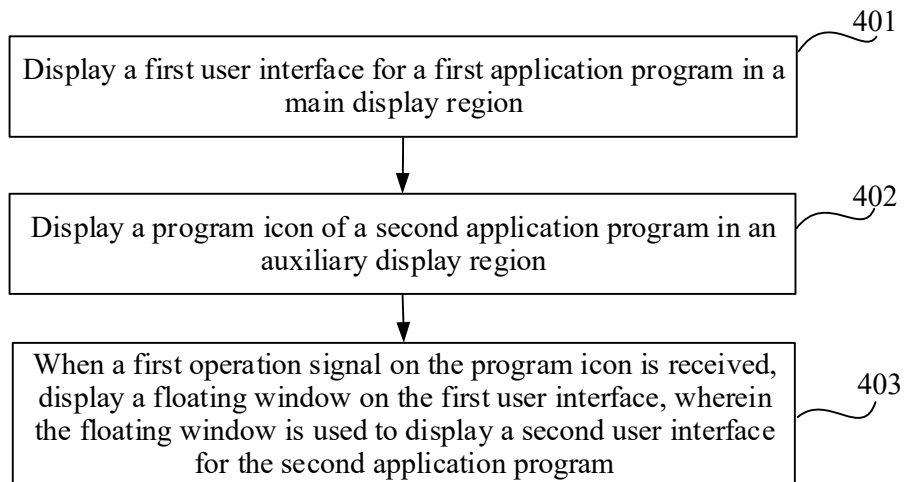 401
Display a first user interface for a first application program in a
main display region
402
Display a program icon of a second application program in an
auxiliary display region
When a first operation signal on the program icon is received,
display a floating window on the first user interface, wherein
the floating window is used to display a second user interface
for the second application program
403